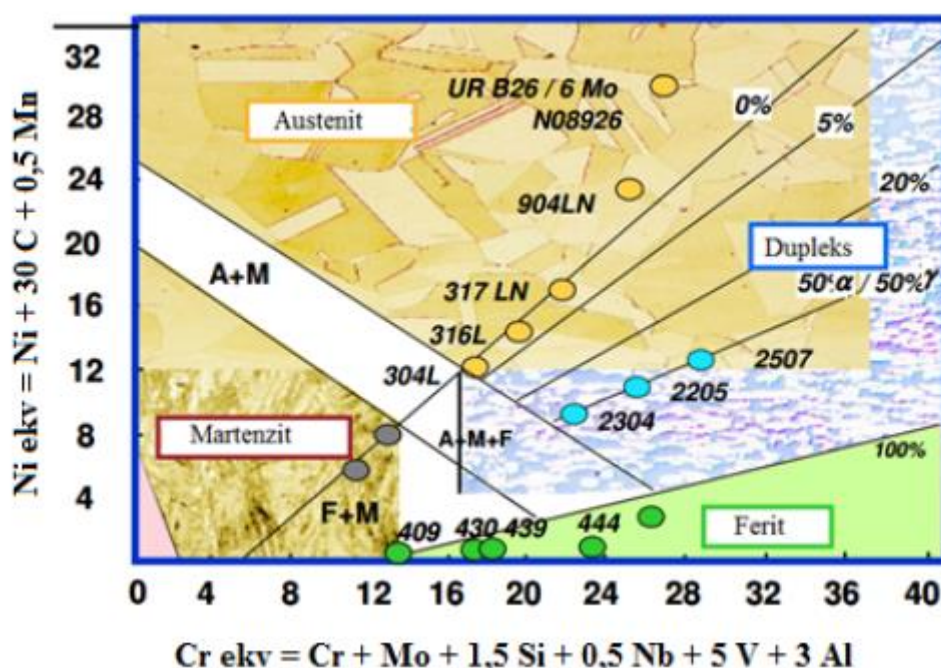 Ni ekv = Ni + 30 C + 0,5 Mn
32
28
24
20
16
12
8
4
Austenit
UR B26 / 6 Mo
N08926
0%
5%
904LN
20%
Dupleks
A+M
317 LN
316L
304L
2507
2205
2304
Martenzit
A+M+F
100%
F+M
409
430
439
444
Ferit
0
4
8
12
16
20
24
28
32
36
40
Cr ekv = Cr + Mo + 1,5 Si + 0,5 Nb + 5 V + 3 Al